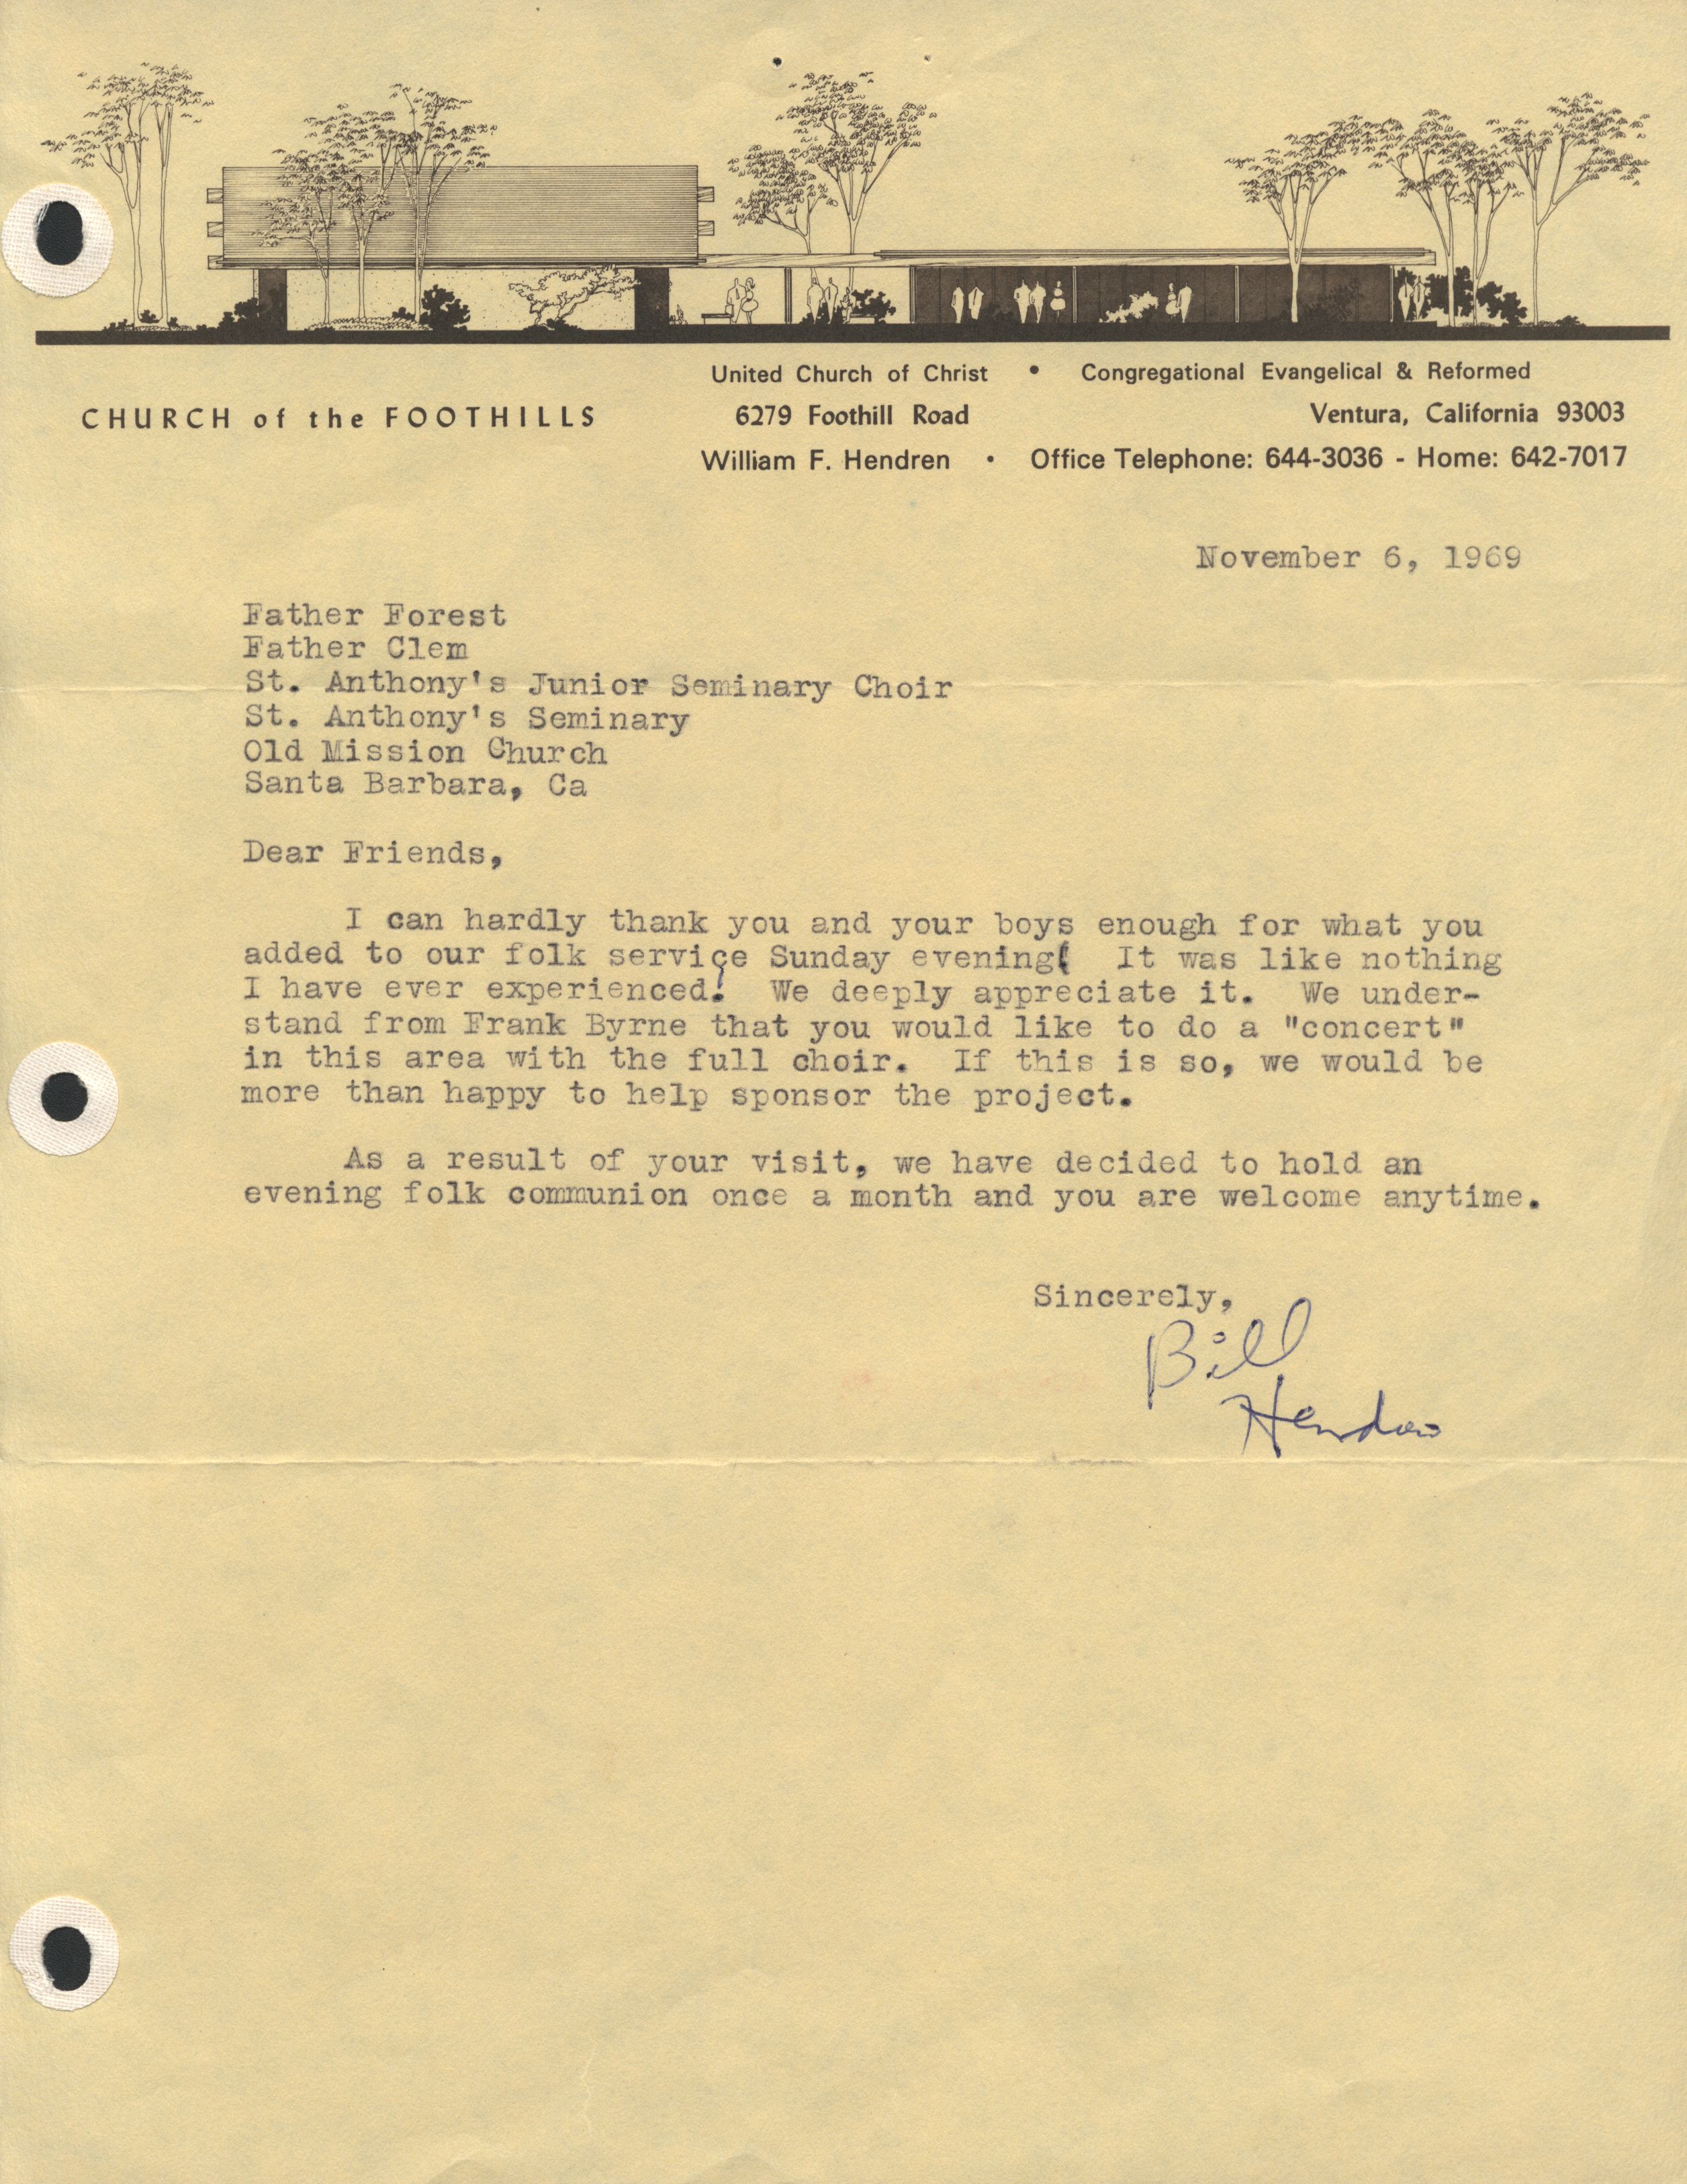 United Church of Christ • Congregational Evangelical & Reformed
CHURCH of the FOOTHILLS 6279 Foothill Road Ventura, California 93003
William F. Hendren • Office Telephone: 644-3036 - Home: 642-7017
November 6, 1969
Father Forest
Father Clem
St. Anthony's Junior Seminary Choir
St. Anthony's Seminary
Old Mission Church
Santa Barbara, Ca
Dear Friends,
I can hardly thank you and your boys enough for what you
added to our folk service Sunday evening! It was like nothing
I have ever experienced! We deeply appreciate it. We under-
stand from Frank Byrne that you would like to do a "concert"
in this area with the full choir. If this is so, we would be
more than happy to help sponsor the project.
As a result of your visit, we have decided to hold an
evening folk communion once a month and you are welcome anytime.
Sincerely,
Bill
Hendren